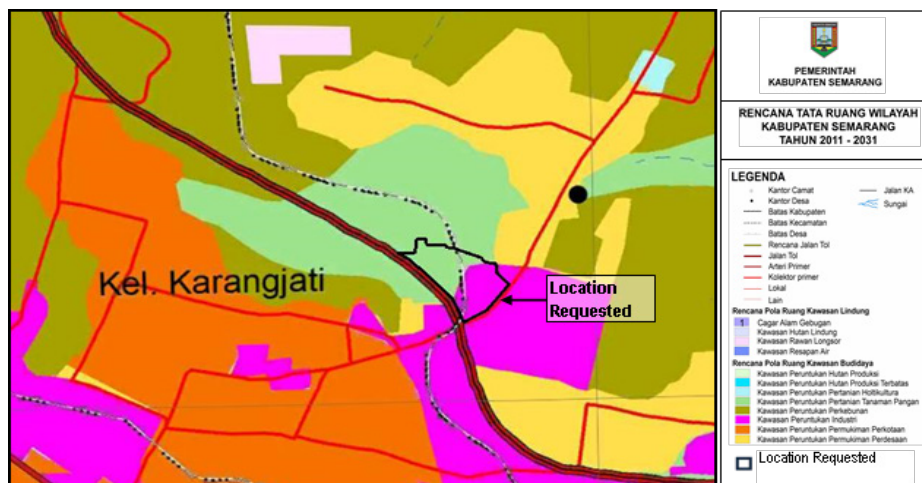 Kel. Karangjati
Location
Requested
PEMERINTAH
KABUPATEN SEMARANG
RENCANA TATA RUANG WILAYAH
KABUPATEN SEMARANG
TAHUN 2011 - 2031
LEGENDA
Kantor Camat
Kantor Desa
Batas Kabupaten
Batas Kecamatan
Batas Desa
Rencana Jalan Tol
Jalan Tol
Arteri Primer
Kolektor primer
Lokal
Lain
Jalan KA
Sungai
Rencana Pola Ruang Kawasan Lindung
1 Cagar Alam Gebugan
Kawasan Hutan Lindung
Kawasan Rawan Longsor
Kawasan Resapan Air
Rencana Pola Ruang Kawasan Budidaya
Kawasan Peruntukan Hutan Produksi
Kawasan Peruntukan Hutan Produksi Terbatas
Kawasan Peruntukan Pertanian Holtikultura
Kawasan Peruntukan Pertanian Tanaman Pangan
Kawasan Peruntukan Perkebunan
Kawasan Peruntukan Industri
Kawasan Peruntukan Permukiman Perkotaan
Kawasan Peruntukan Permukiman Perdesaan
Location Requested